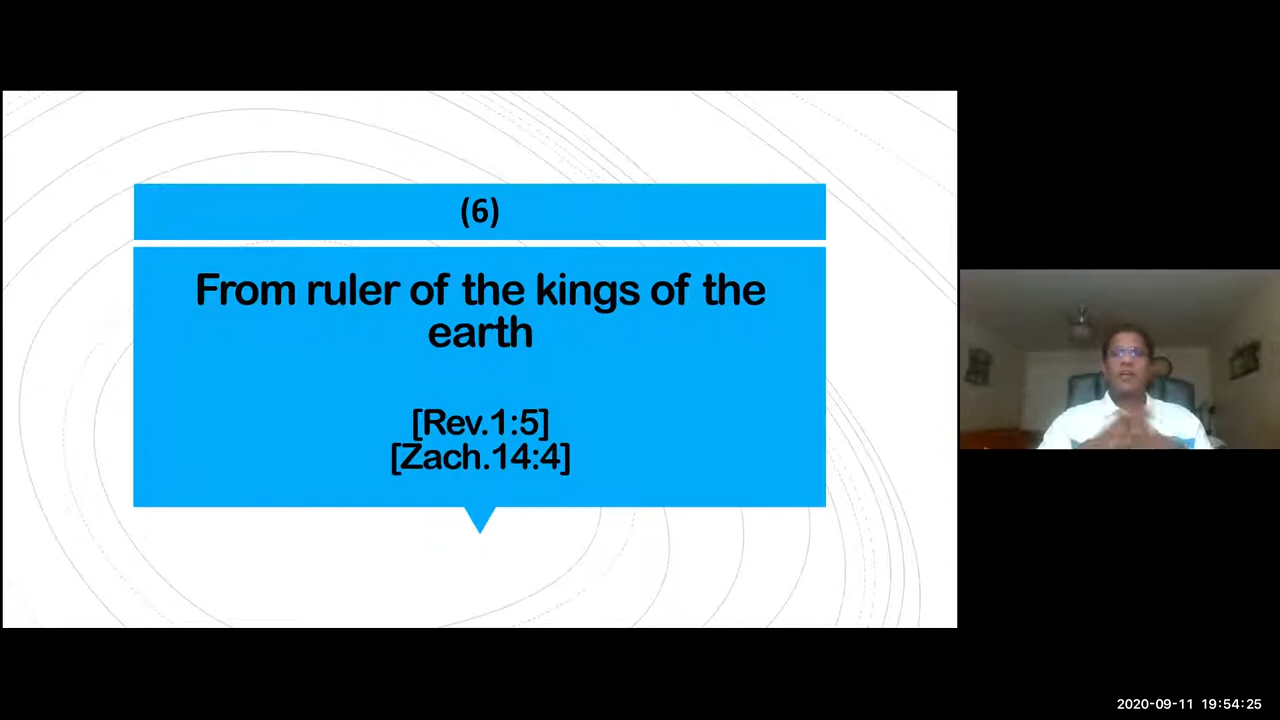 (6)
From ruler of the kings of the
earth
[Rev.1:5]
[Zach.14:4]
2020-09-11 19:54:25